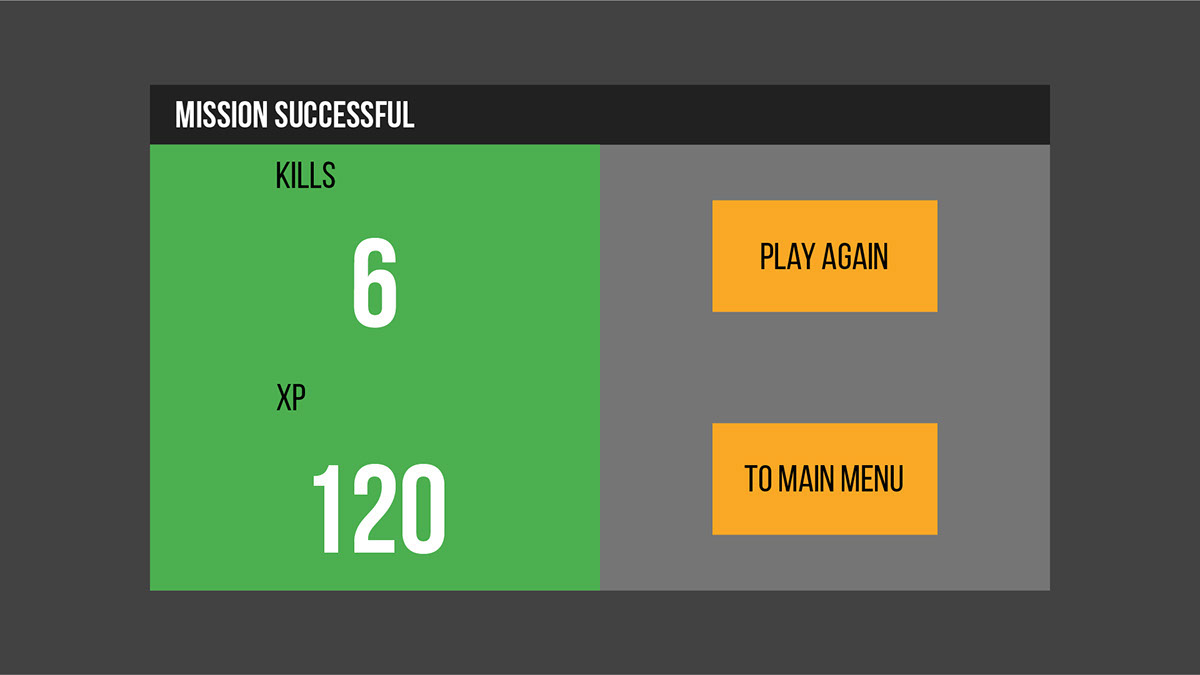 MISSION SUCCESSFUL
KILLS
6
XP
120
PLAY AGAIN
TO MAIN MENU